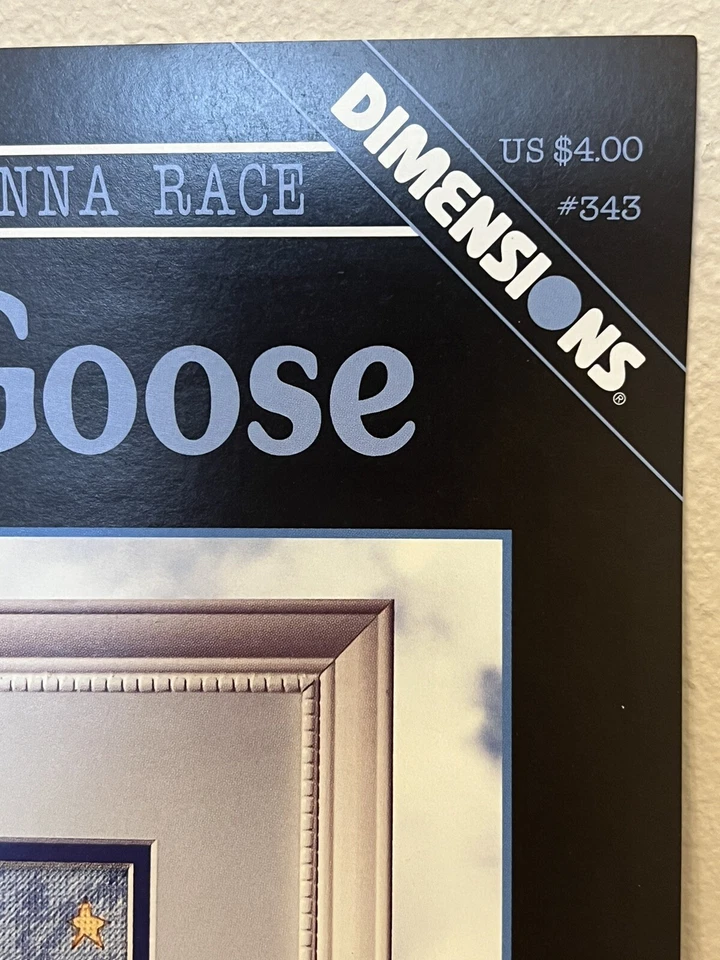 DIMENSIONS®
US $4.00
#343
NNA RACE
Goose